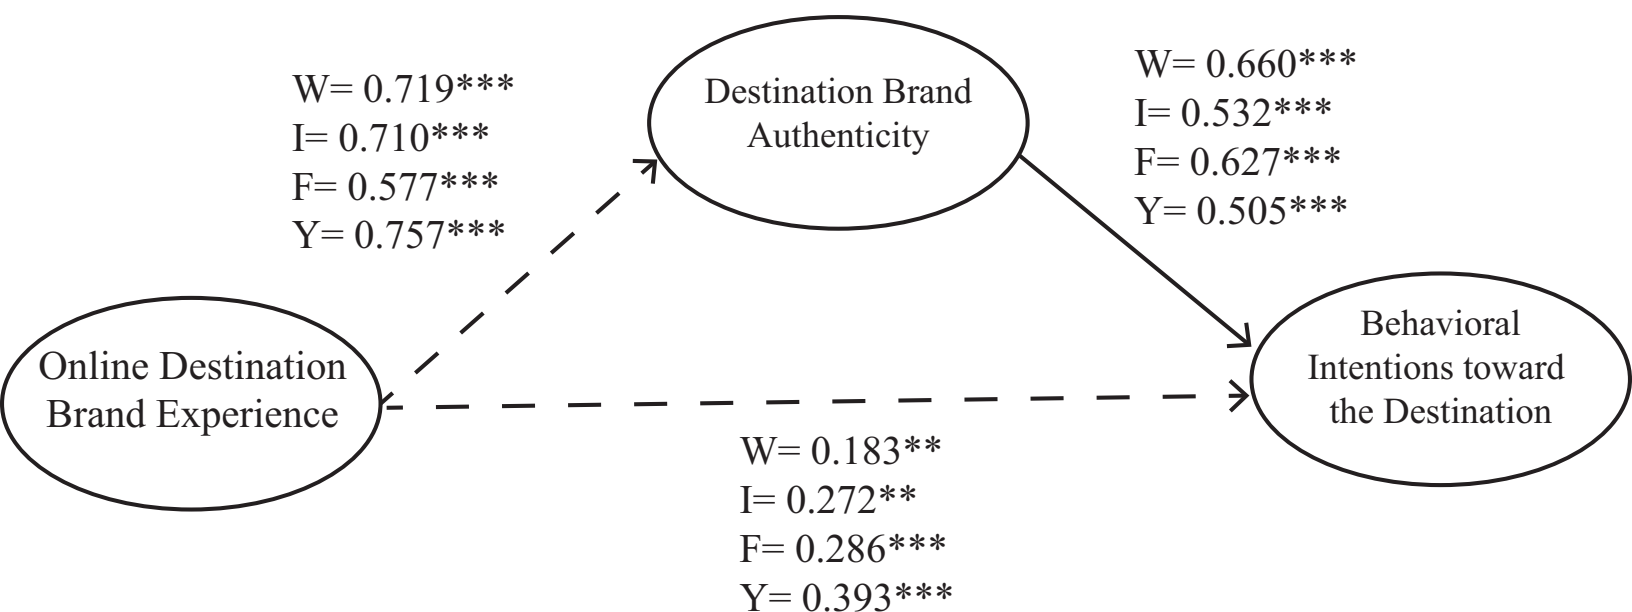 W= 0.719***
I= 0.710***
F= 0.577***
Y= 0.757***
Destination Brand
Authenticity
W= 0.660***
I= 0.532***
F= 0.627***
Y= 0.505***
Online Destination
Brand Experience
Behavioral
Intentions toward
the Destination
W= 0.183**
I= 0.272**
F= 0.286***
Y= 0.393***